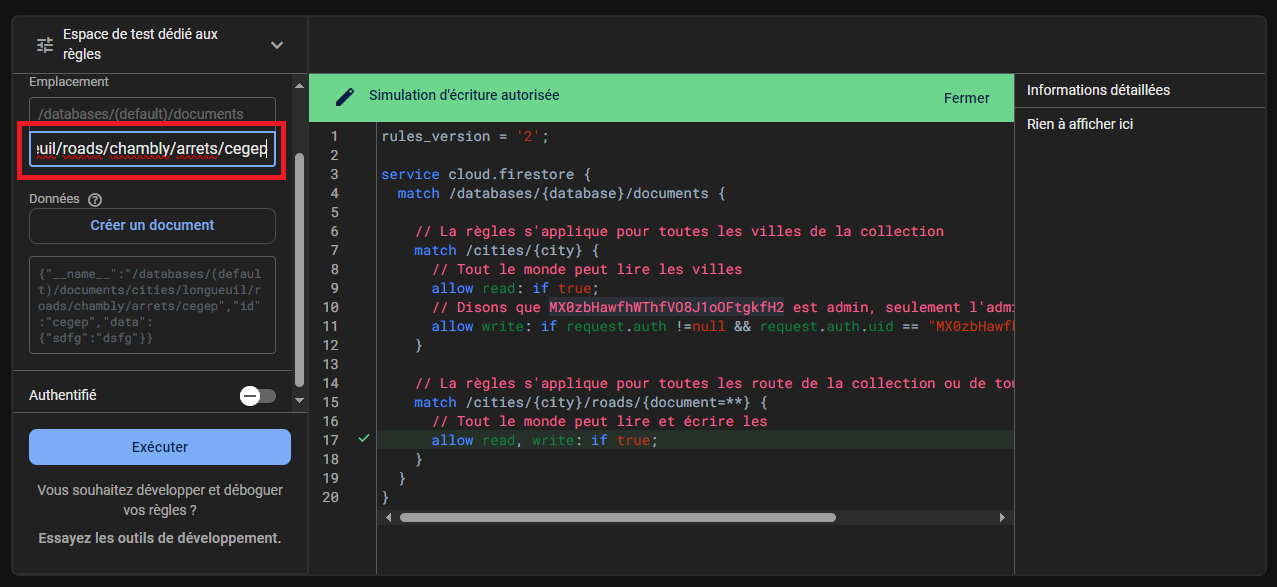 Espace de test dédié aux
règles
Emplacement
/databases/(default)/documents
euil/roads/chambly/arrets/cegep
Données ?
Créer un document
{"__name__":"/databases/(defaul
t)/documents/cities/longueuil/r
oads/chambly/arrets/cegep","id"
:"cegep","data":
{"sdfg":"dsfg"}}
Authentifié
Exécuter
Vous souhaitez développer et déboguer
vos règles ?
Essayez les outils de développement.
Simulation d'écriture autorisée
Fermer
1 rules_version = '2';
2
3 service cloud.firestore {
4 match /databases/{database}/documents {
5
6 // La règles s'applique pour toutes les villes de la collection
7 match /cities/{city} {
8 // Tout le monde peut lire les villes
9 allow read: if true;
10 // Disons que MX0zbHawfhWThfVO8J1oOFtgkfH2 est admin, seulement l'admi
11 allow write: if request.auth !=null && request.auth.uid == "MX0zbHawfh
12 }
13
14 // La règles s'applique pour toutes les route de la collection ou de tou
15 match /cities/{city}/roads/{document=**} {
16 // Tout le monde peut lire et écrire les
17 allow read, write: if true;
18 }
19 }
20 }
Informations détaillées
Rien à afficher ici